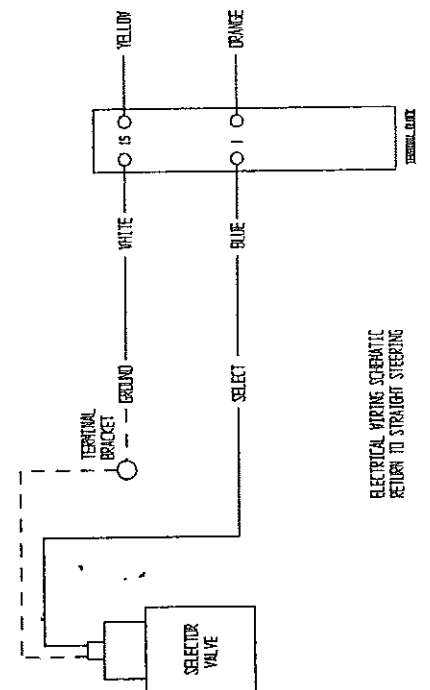 YELLOW
ORANGE
15
1
TERMINAL BLOCK
WHITE
BLUE
GROUND
SELECT
TERMINAL
BRACKET
SELECTOR
VALVE
ELECTRICAL WIRING SCHEMATIC
RETURN TO STRAIGHT STEERING